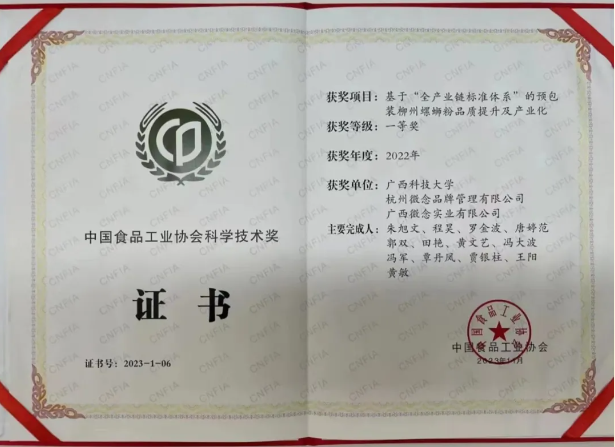 中国食品工业协会科学技术奖
证书
证书号：2023-1-06
获奖项目：基于“全产业链标准体系”的预包
装柳州螺蛳粉品质提升及产业化
获奖等级：一等奖
获奖年度：2022年
获奖单位：广西科技大学
杭州微念品牌管理有限公司
广西微念实业有限公司
主要完成人：朱旭文、程昊、罗金波、唐婷范
郭双、田艳、黄文艺、冯大波
冯军、章丹凤、贾银柱、王阳
黄敏
中国食品工业协会
CNFIA